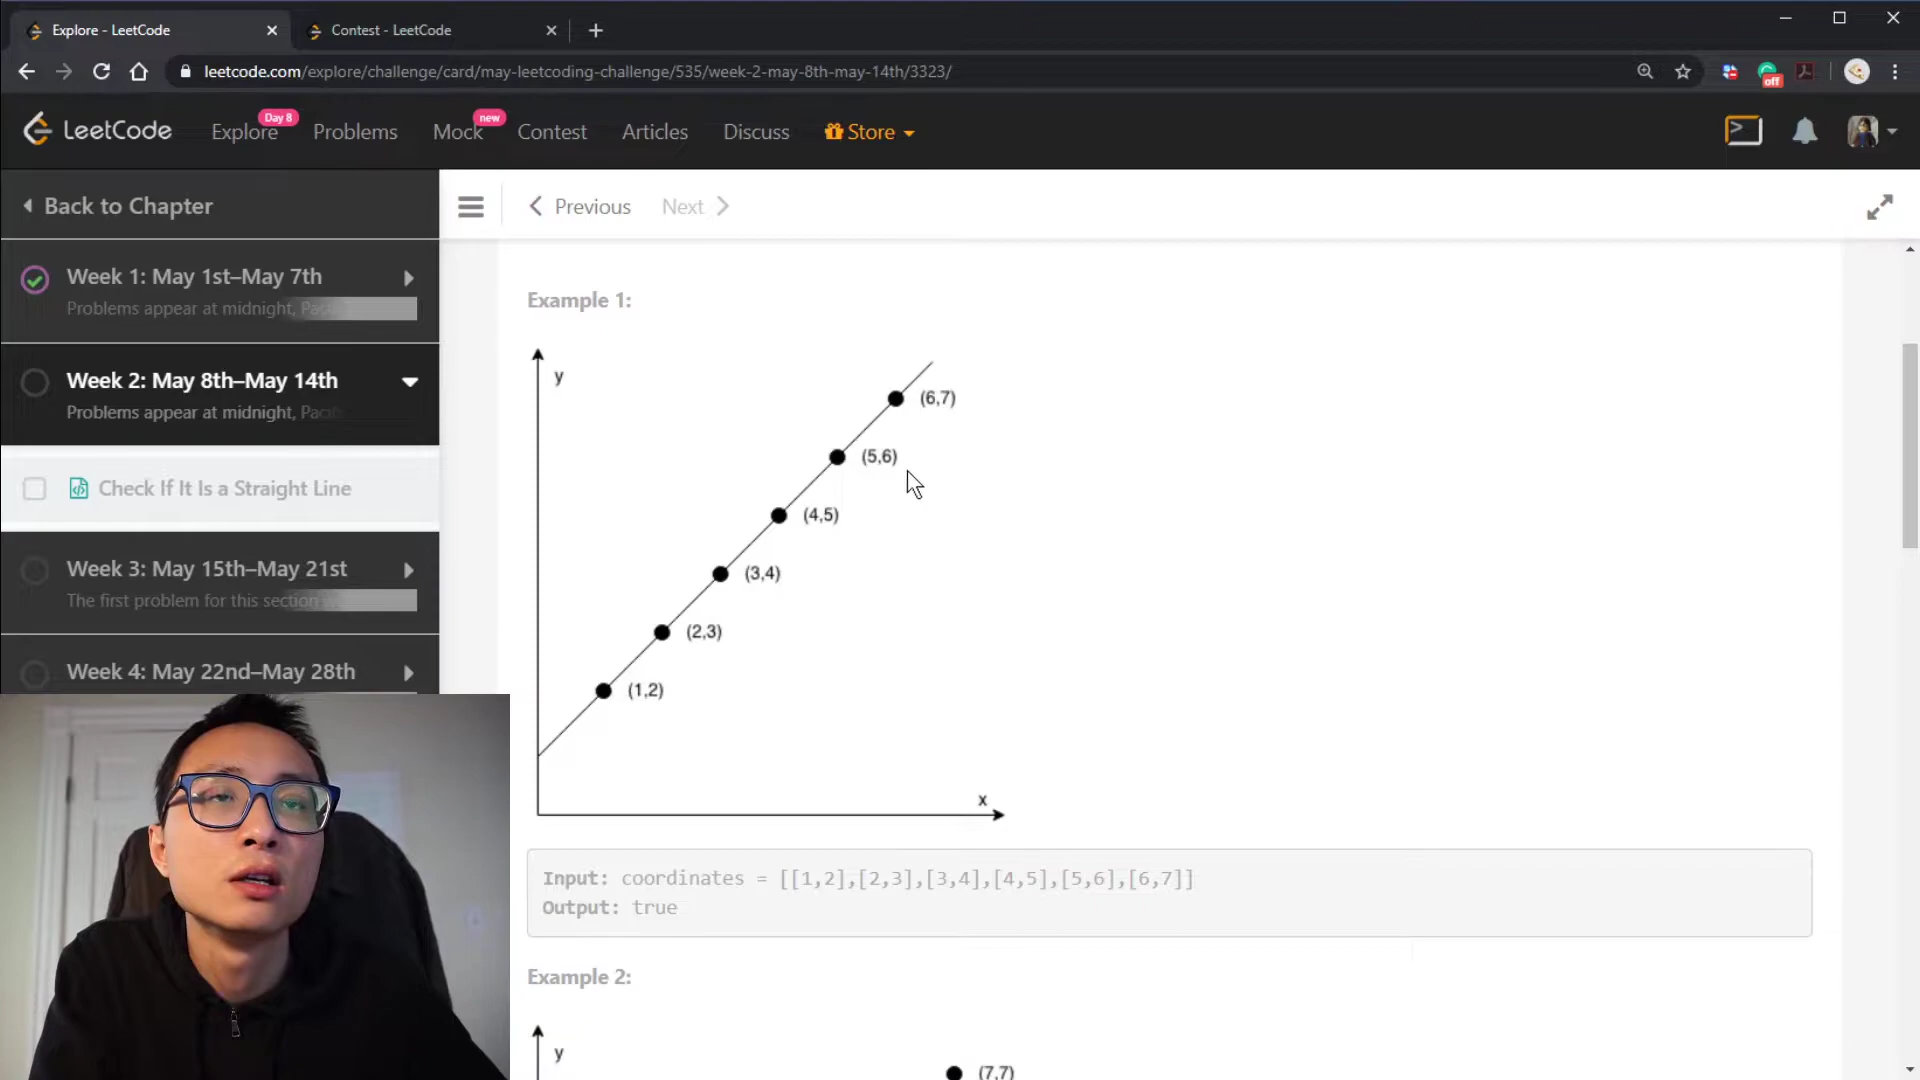 Explore - LeetCode
Contest - LeetCode
leetcode.com/explore/challenge/card/may-leetcoding-challenge/535/week-2-may-8th-may-14th/3323/
off
LeetCode
Explore
Day 8
Problems
Mock
new
Contest
Articles
Discuss
Store
Back to Chapter
Previous
Next
Week 1: May 1st–May 7th
Problems appear at midnight,
Week 2: May 8th–May 14th
Problems appear at midnight,
Check If It Is a Straight Line
Week 3: May 15th–May 21st
The first problem for this section
Week 4: May 22nd–May 28th
Example 1:
y
(6,7)
(5,6)
(4,5)
(3,4)
(2,3)
(1,2)
x
Input: coordinates = [[1,2],[2,3],[3,4],[4,5],[5,6],[6,7]]
Output: true
Example 2:
y
(7,7)